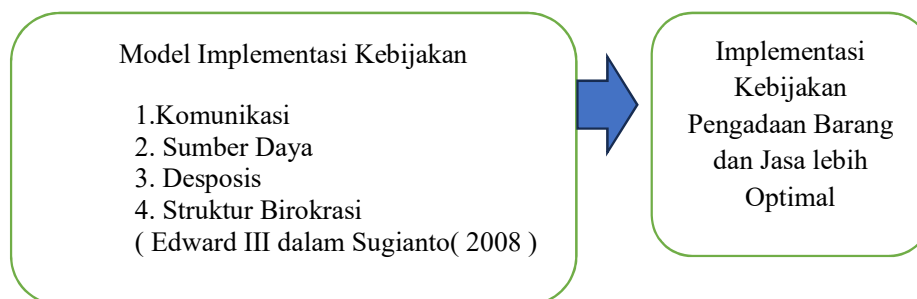 Model Implementasi Kebijakan
1.Komunikasi
2. Sumber Daya
3. Desposis
4. Struktur Birokrasi
( Edward III dalam Sugianto( 2008 )
Implementasi
Kebijakan
Pengadaan Barang
dan Jasa lebih
Optimal